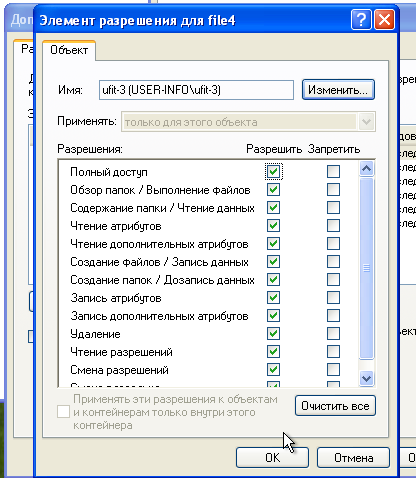 Доп
Элемент разрешения для file4
Ра
Объект
Имя: ufit-3 (USER-INFO\ufit-3) Изменить...
Применять: только для этого объекта
Разрешения: Разрешить Запретить
Полный доступ
Обзор папок / Выполнение файлов
Содержание папки / Чтение данных
Чтение атрибутов
Чтение дополнительных атрибутов
Создание файлов / Запись данных
Создание папок / Дозапись данных
Запись атрибутов
Запись дополнительных атрибутов
Удаление
Чтение разрешений
Смена разрешений
Применять эти разрешения к объектам
и контейнерам только внутри этого
контейнера
Очистить все
ОК Отмена